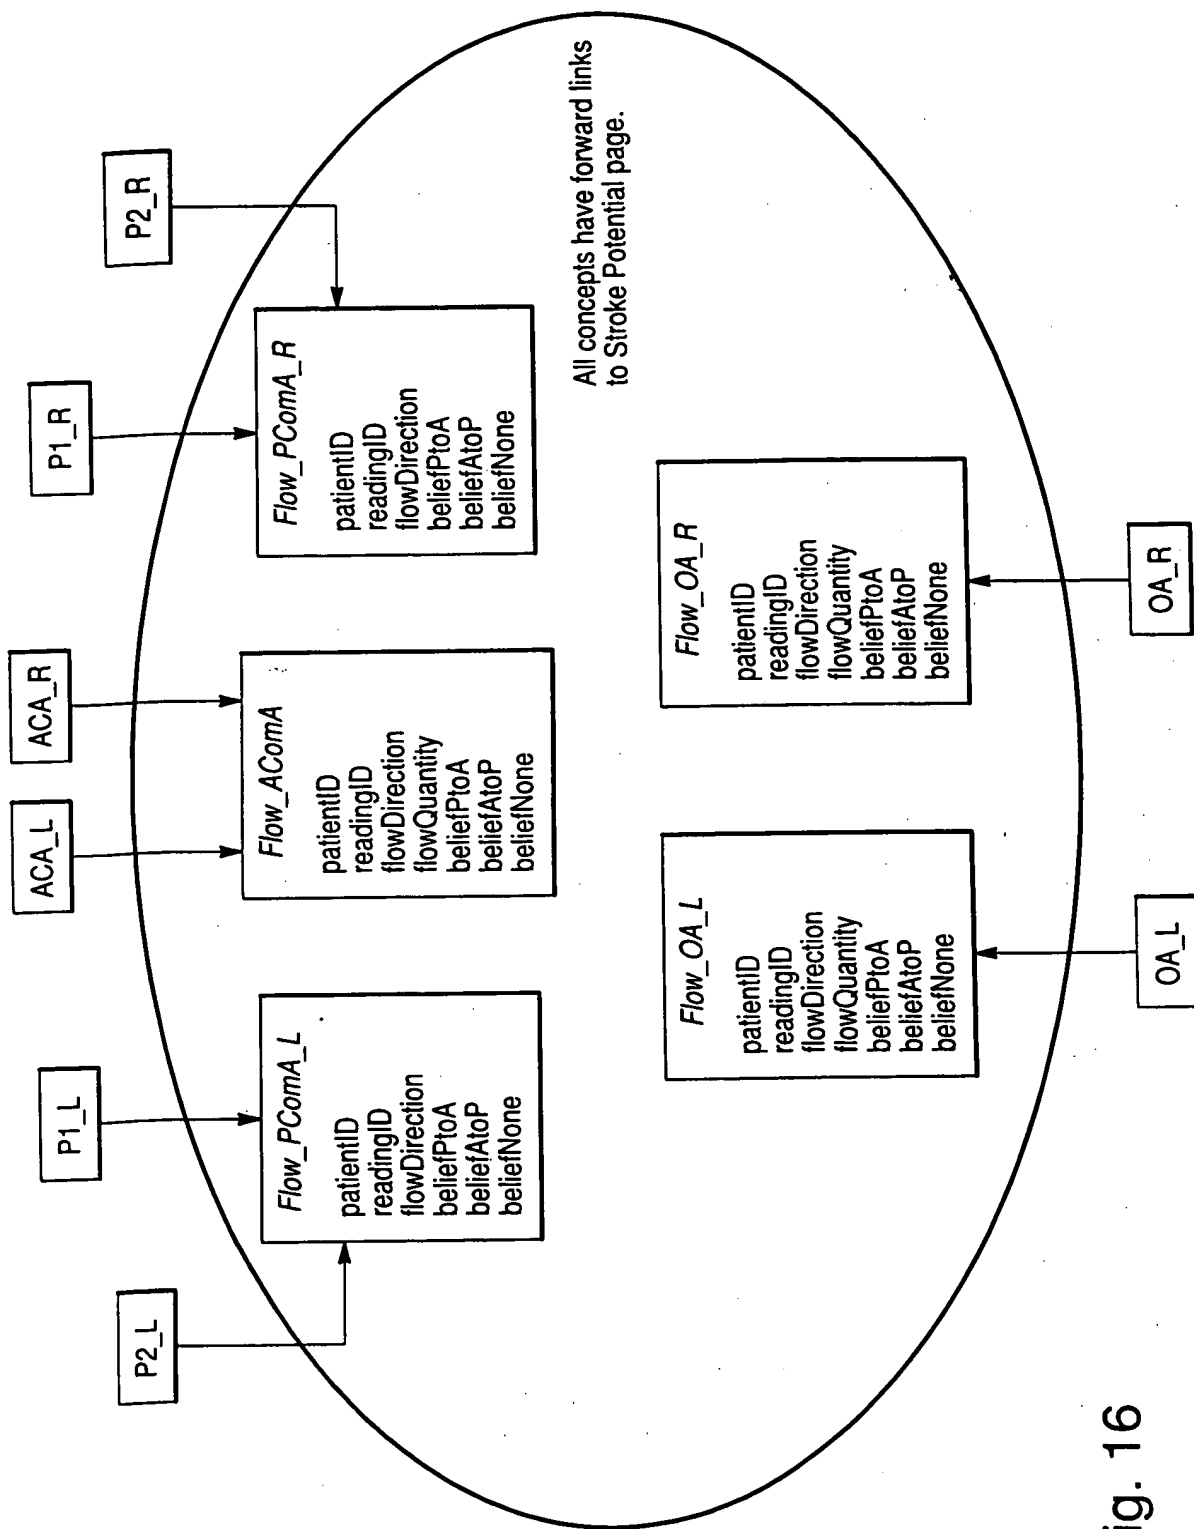 P2_L
P1_L
ACA_L
ACA_R
P1_R
P2_R
Flow_PComA_L
patientID
readingID
flowDirection
beliefPtoA
beliefAtoP
beliefNone
Flow_AComA
patientID
readingID
flowDirection
flowQuantity
beliefPtoA
beliefAtoP
beliefNone
Flow_PComA_R
patientID
readingID
flowDirection
beliefPtoA
beliefAtoP
beliefNone
All concepts have forward links
to Stroke Potential page.
Flow_OA_L
patientID
readingID
flowDirection
flowQuantity
beliefPtoA
beliefAtoP
beliefNone
Flow_OA_R
patientID
readingID
flowDirection
flowQuantity
beliefPtoA
beliefAtoP
beliefNone
OA_L
OA_R
ig. 16